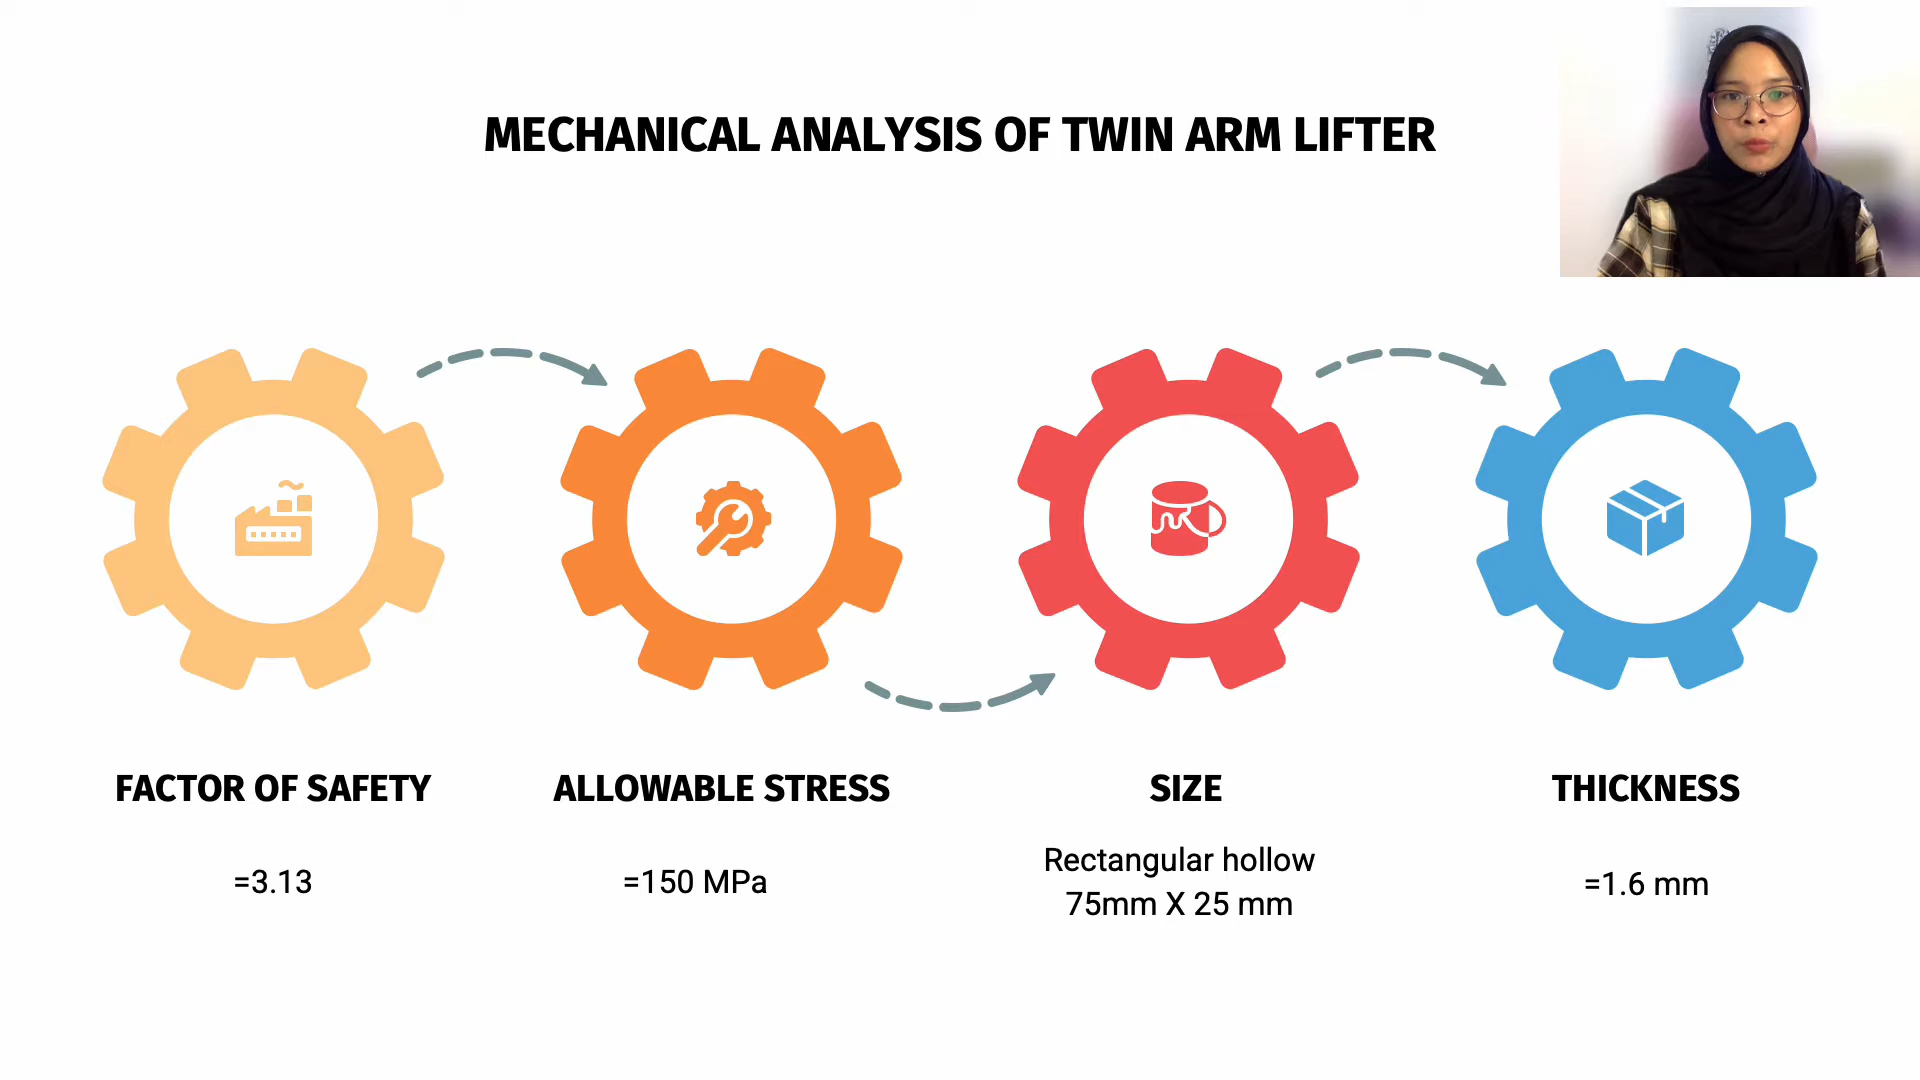 MECHANICAL ANALYSIS OF TWIN ARM LIFTER
FACTOR OF SAFETY
=3.13
ALLOWABLE STRESS
=150 MPa
SIZE
Rectangular hollow
75mm X 25 mm
THICKNESS
=1.6 mm